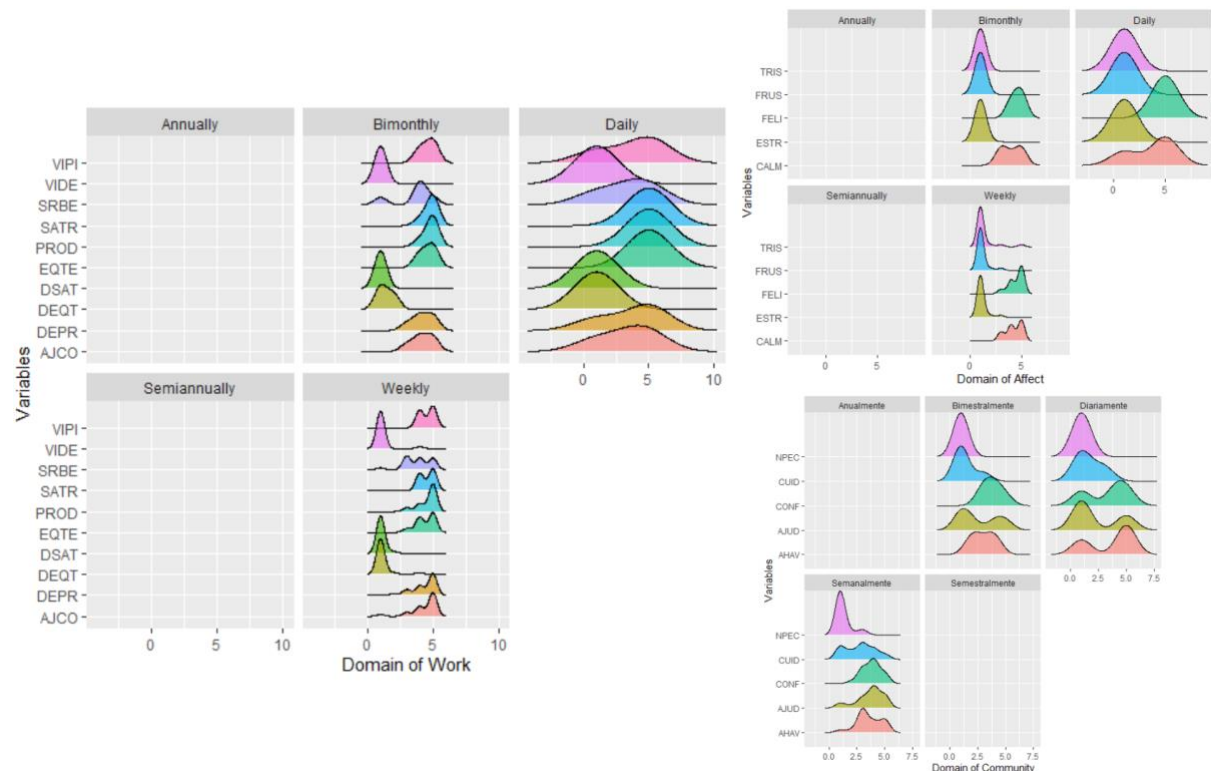 Annually Bimonthly Daily
VIPI
VIDE
SRBE
SATR
PROD
EQTE
DSAT
DEQT
DEPR
AJCO
0 5 10
Semiannually Weekly
VIPI
VIDE
SRBE
SATR
PROD
EQTE
DSAT
DEQT
DEPR
AJCO
0 5 10 0 5 10
Variables
Domain of Work
Annually Bimonthly Daily
TRIS
FRUS
FELI
ESTR
CALM
0 5
Semiannually Weekly
TRIS
FRUS
FELI
ESTR
CALM
0 5 0 5
Variables
Domain of Affect
Anualmente Bimestralmente Diariamente
NPEC
CUID
CONF
AJUD
AHAV
0.0 2.5 5.0 7.5
Semanalmente Semestralmente
NPEC
CUID
CONF
AJUD
AHAV
0.0 2.5 5.0 7.5 0.0 2.5 5.0 7.5
Variables
Domain of Community